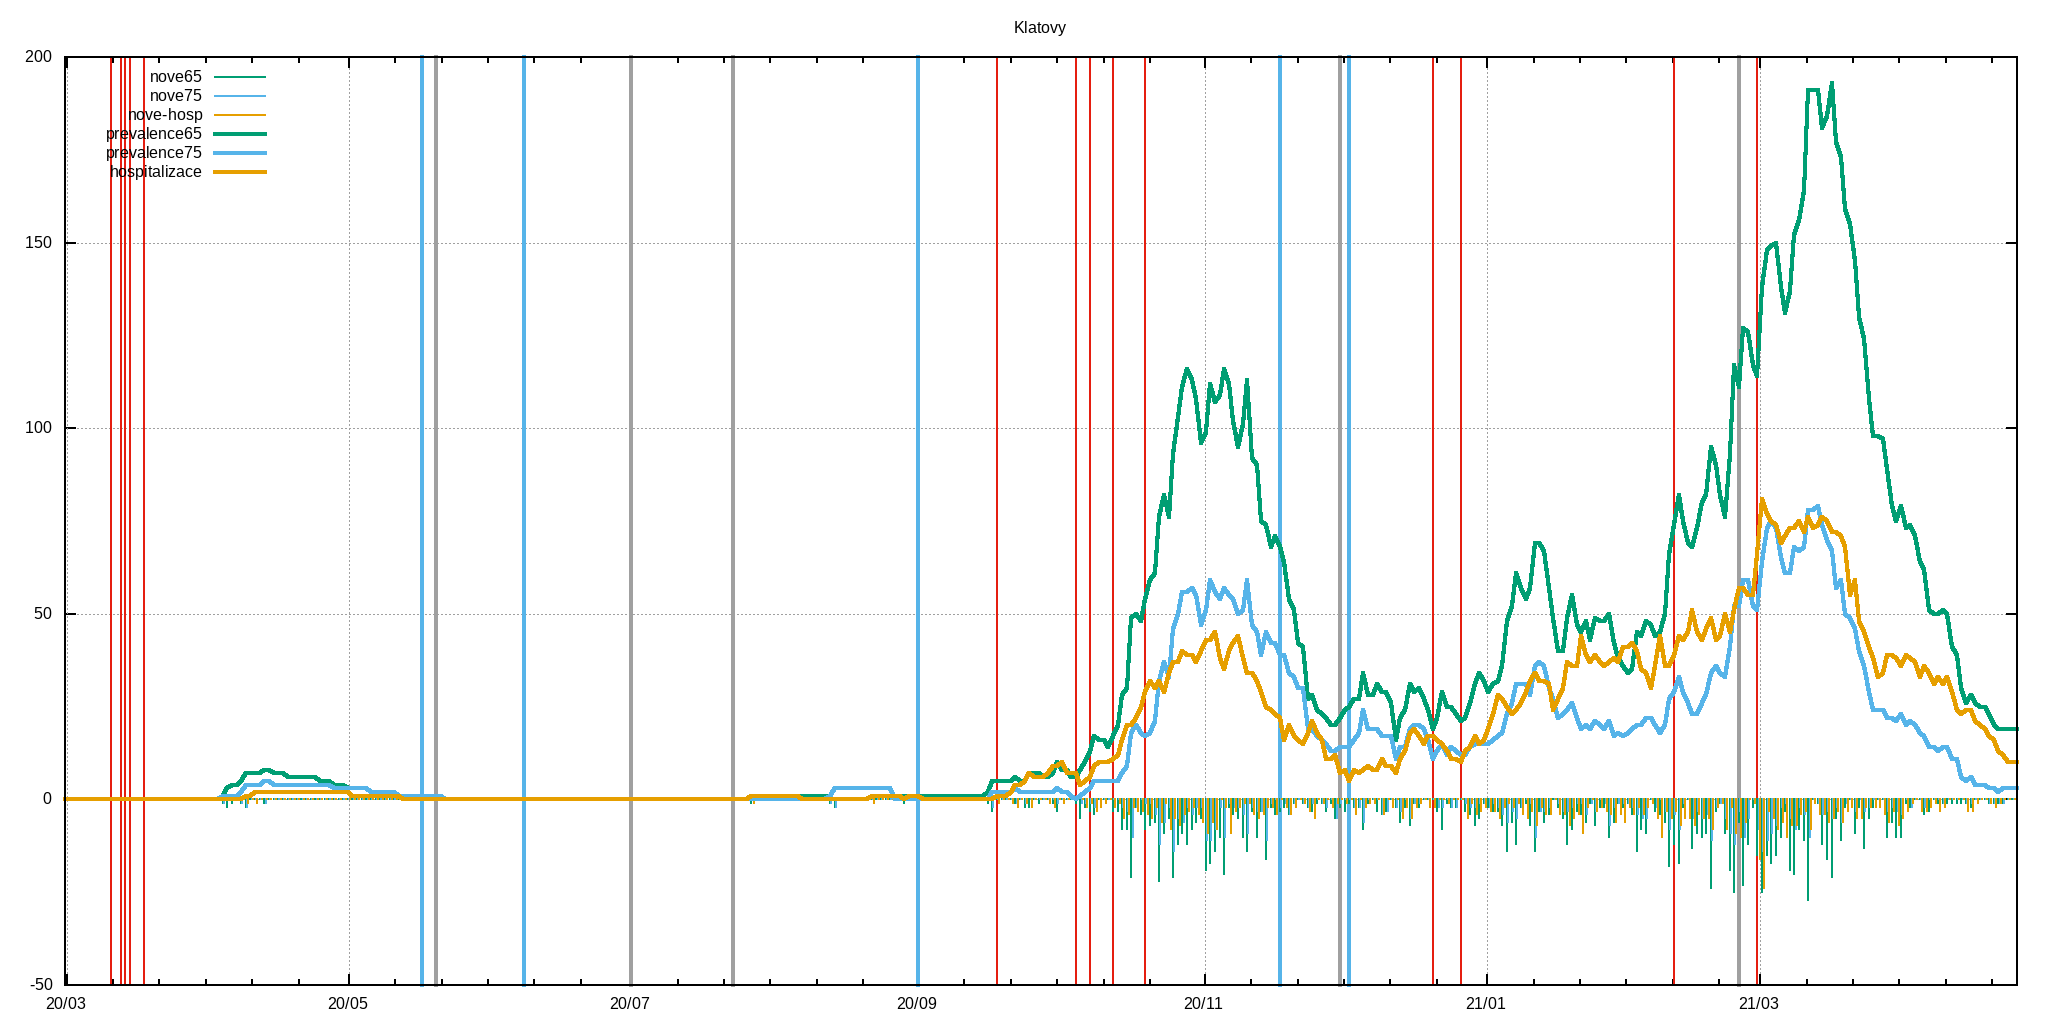 Klatovy
200
150
100
50
0
-50
nove65
nove75
nove-hosp
prevalence65
prevalence75
hospitalizace
20/03 20/05 20/07 20/09 20/11 21/01 21/03